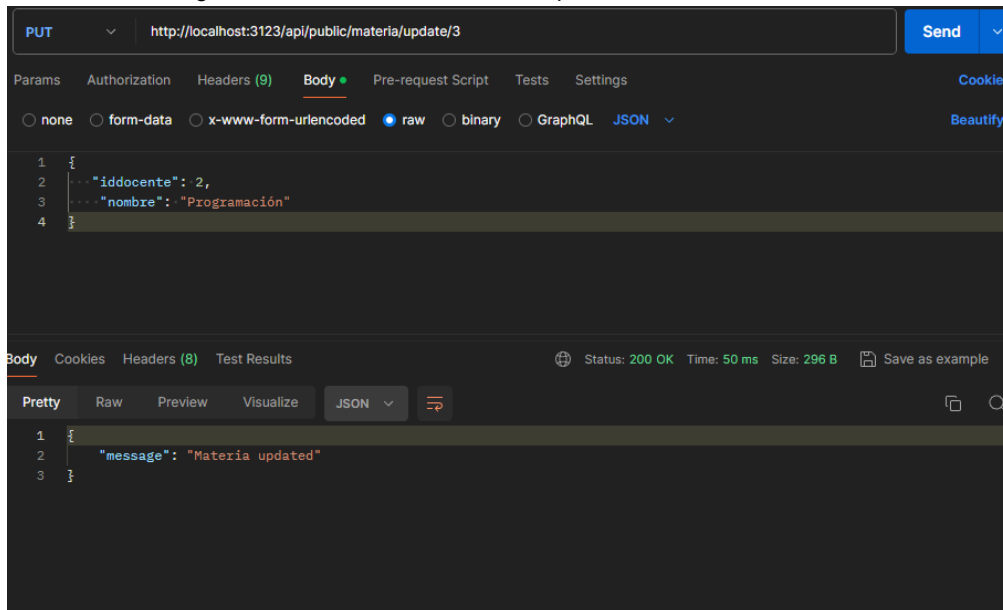 PUT http://localhost:3123/api/public/materia/update/3 Send
Params Authorization Headers (9) Body Pre-request Script Tests Settings Cookie
none form-data x-www-form-urlencoded raw binary GraphQL JSON Beautify
1 {
2 "iddocente": 2,
3 "nombre": "Programación"
4 }
Body Cookies Headers (8) Test Results Status: 200 OK Time: 50 ms Size: 296 B Save as example
Pretty Raw Preview Visualize JSON
1 {
2 "message": "Materia updated"
3 }